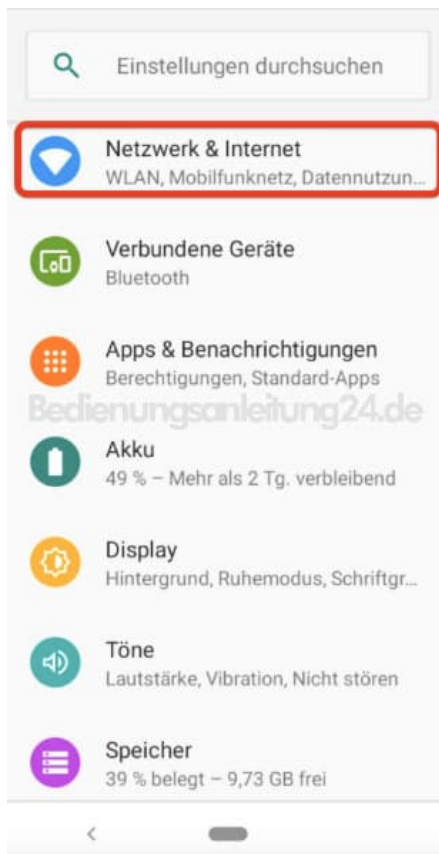 Einstellungen durchsuchen
Netzwerk & Internet
WLAN, Mobilfunknetz, Datennutzun...
Verbundene Geräte
Bluetooth
Apps & Benachrichtigungen
Berechtigungen, Standard-Apps
Bedienungsanleitung24.de
Akku
49 % – Mehr als 2 Tg. verbleibend
Display
Hintergrund, Ruhemodus, Schriftgr...
Töne
Lautstärke, Vibration, Nicht stören
Speicher
39 % belegt – 9,73 GB frei